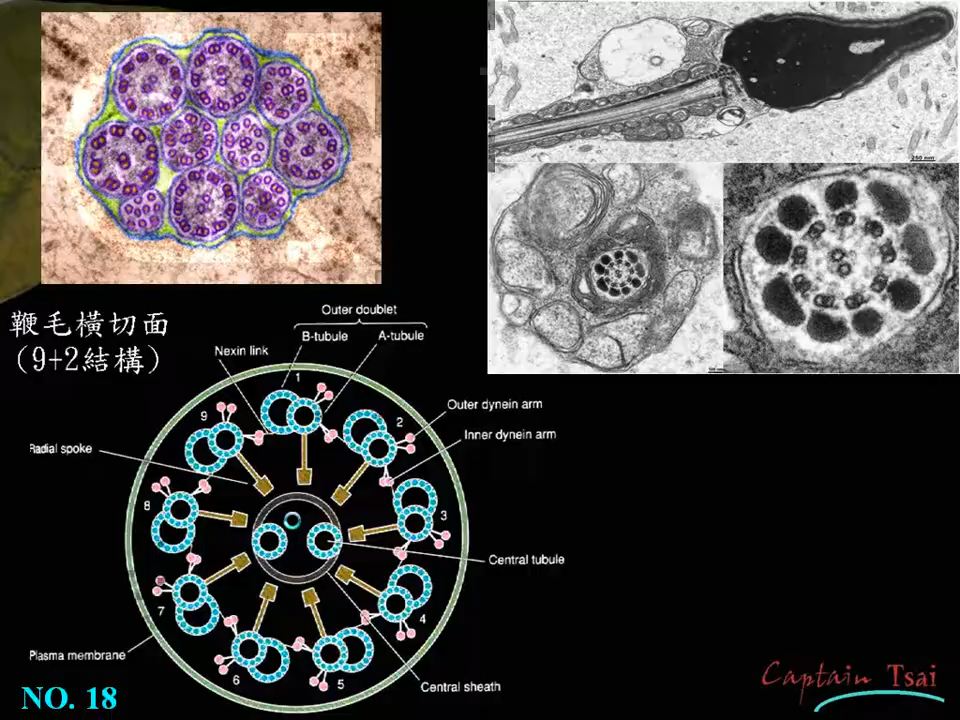 250 nm
鞭毛橫切面
(9+2結構)
Outer doublet
B-tubule
A-tubule
Nexin link
Outer dynein arm
Inner dynein arm
Radial spoke
Central tubule
Plasma membrane
Central sheath
1
2
3
4
5
6
7
8
9
NO. 18
Captain Tsai